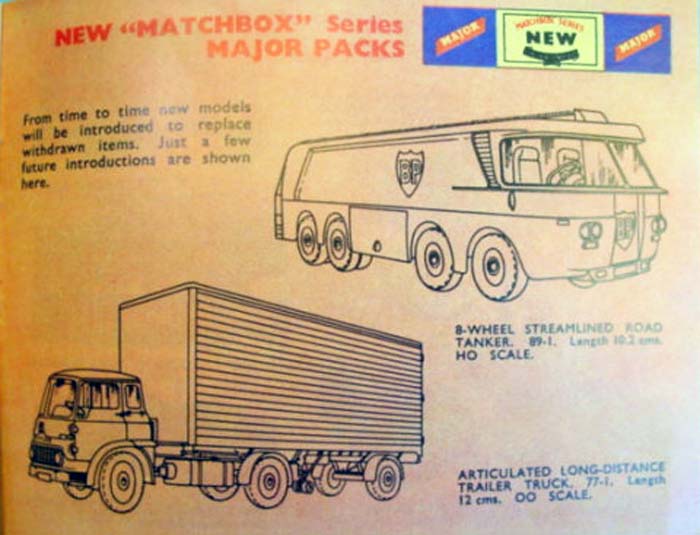 NEW “MATCHBOX” Series
MAJOR PACKS
MAJOR
MATCHBOX SERIES
NEW
MAJOR
From time to time new models
will be introduced to replace
withdrawn items. Just a few
future introductions are shown
here.
BP
BP
8-WHEEL STREAMLINED ROAD
TANKER. 89-1. Length 10.2 cms.
HO SCALE.
ARTICULATED LONG-DISTANCE
TRAILER TRUCK. 77-1. Length
12 cms. OO SCALE.